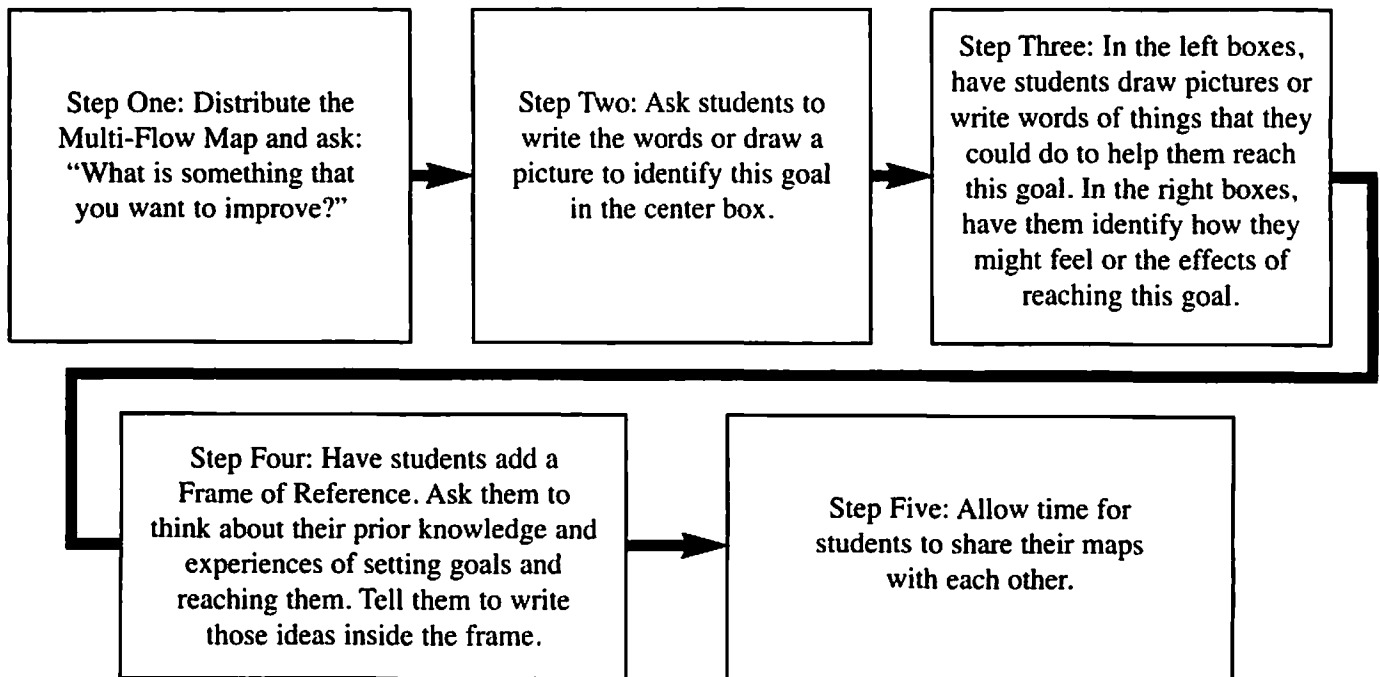 Step One: Distribute the
Multi-Flow Map and ask:
“What is something that
you want to improve?”
Step Two: Ask students to
write the words or draw a
picture to identify this goal
in the center box.
Step Three: In the left boxes,
have students draw pictures or
write words of things that they
could do to help them reach
this goal. In the right boxes,
have them identify how they
might feel or the effects of
reaching this goal.
Step Four: Have students add a
Frame of Reference. Ask them to
think about their prior knowledge and
experiences of setting goals and
reaching them. Tell them to write
those ideas inside the frame.
Step Five: Allow time for
students to share their maps
with each other.